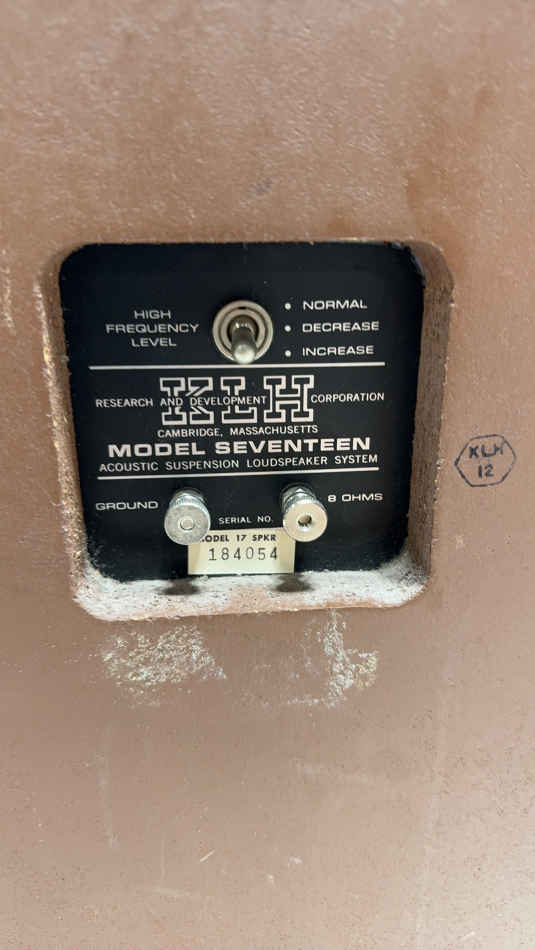 HIGH
FREQUENCY
LEVEL
• NORMAL
• DECREASE
• INCREASE
KLH
RESEARCH AND DEVELOPMENT CORPORATION
CAMBRIDGE, MASSACHUSETTS
MODEL SEVENTEEN
ACOUSTIC SUSPENSION LOUDSPEAKER SYSTEM
GROUND
8 OHMS
SERIAL NO.
MODEL 17 SPKR
184054
KLH
12